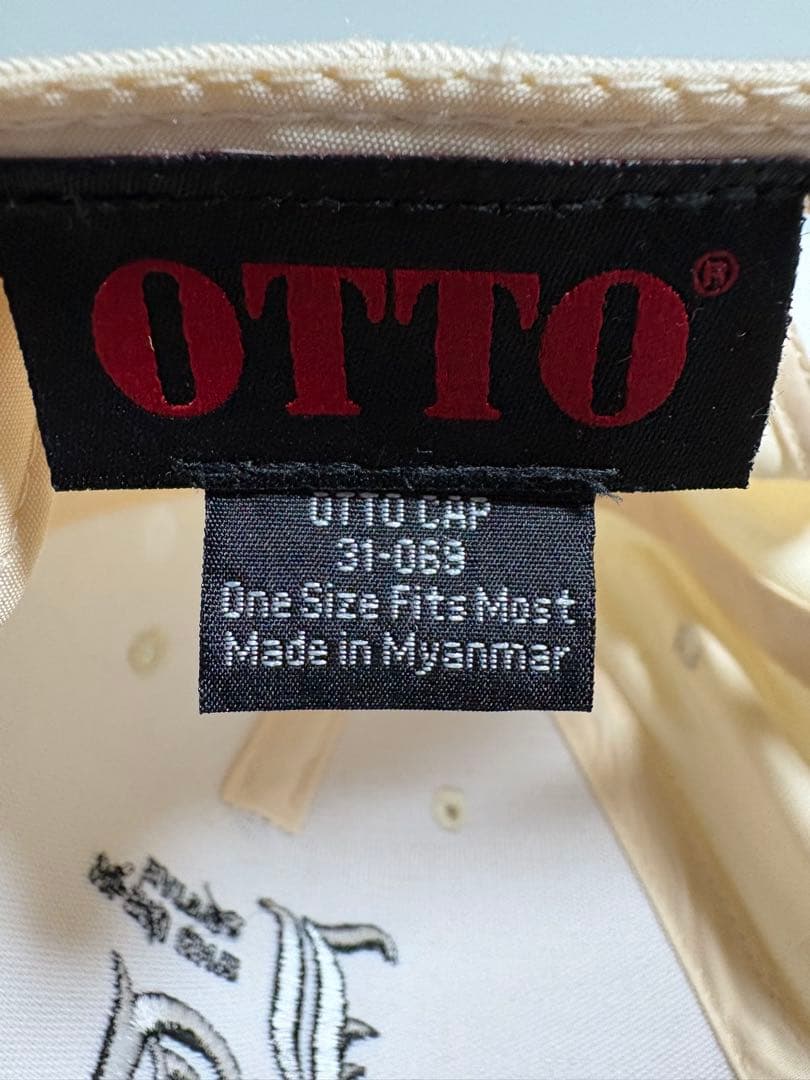 OTTO®
OTTO CAP
31-069
One Size Fits Most
Made in Myanmar